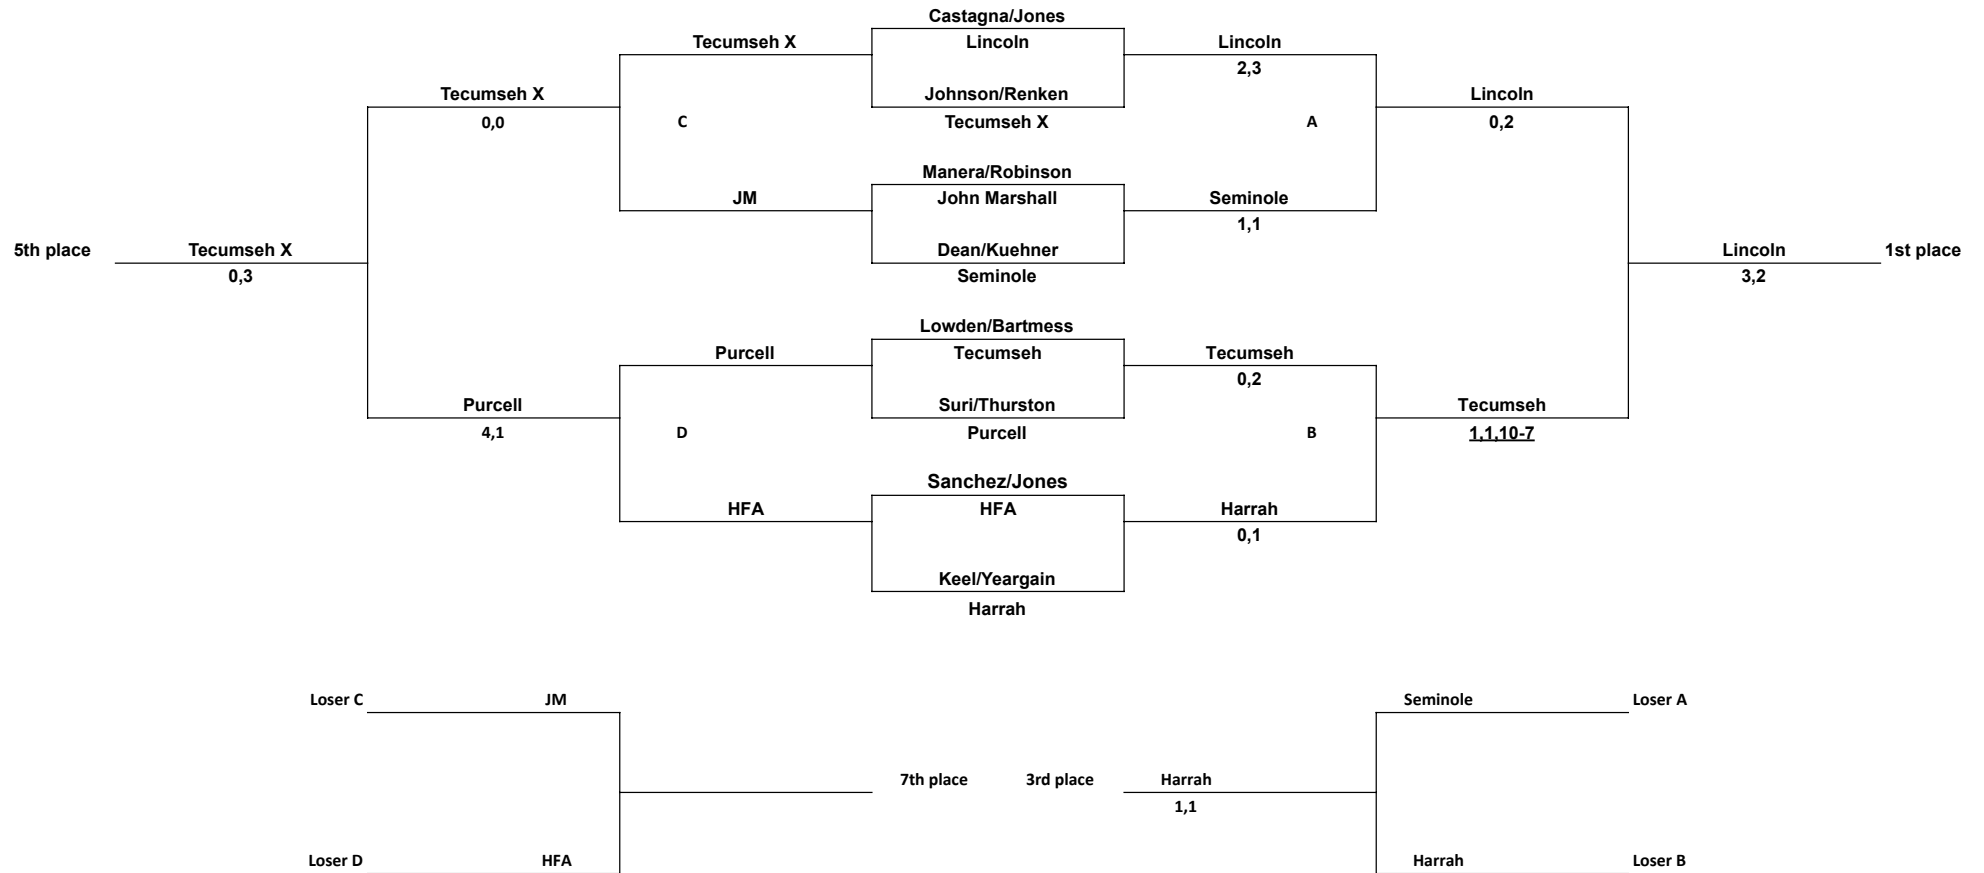 Castagna/Jones
Tecumseh X Lincoln Lincoln
2,3
Tecumseh X Johnson/Renken Lincoln
0,0 C Tecumseh X A 0,2
Manera/Robinson
JM John Marshall Seminole
1,1
5th place Tecumseh X Dean/Kuehner Lincoln 1st place
0,3 Seminole 3,2
Lowden/Bartmess
Purcell Tecumseh Tecumseh
0,2
Purcell Suri/Thurston Tecumseh
4,1 D Purcell B 1,1,10-7
Sanchez/Jones
HFA HFA Harrah
0,1
Keel/Yeargain
Harrah
Loser C JM Seminole Loser A
7th place 3rd place Harrah
1,1
Loser D HFA Harrah Loser B